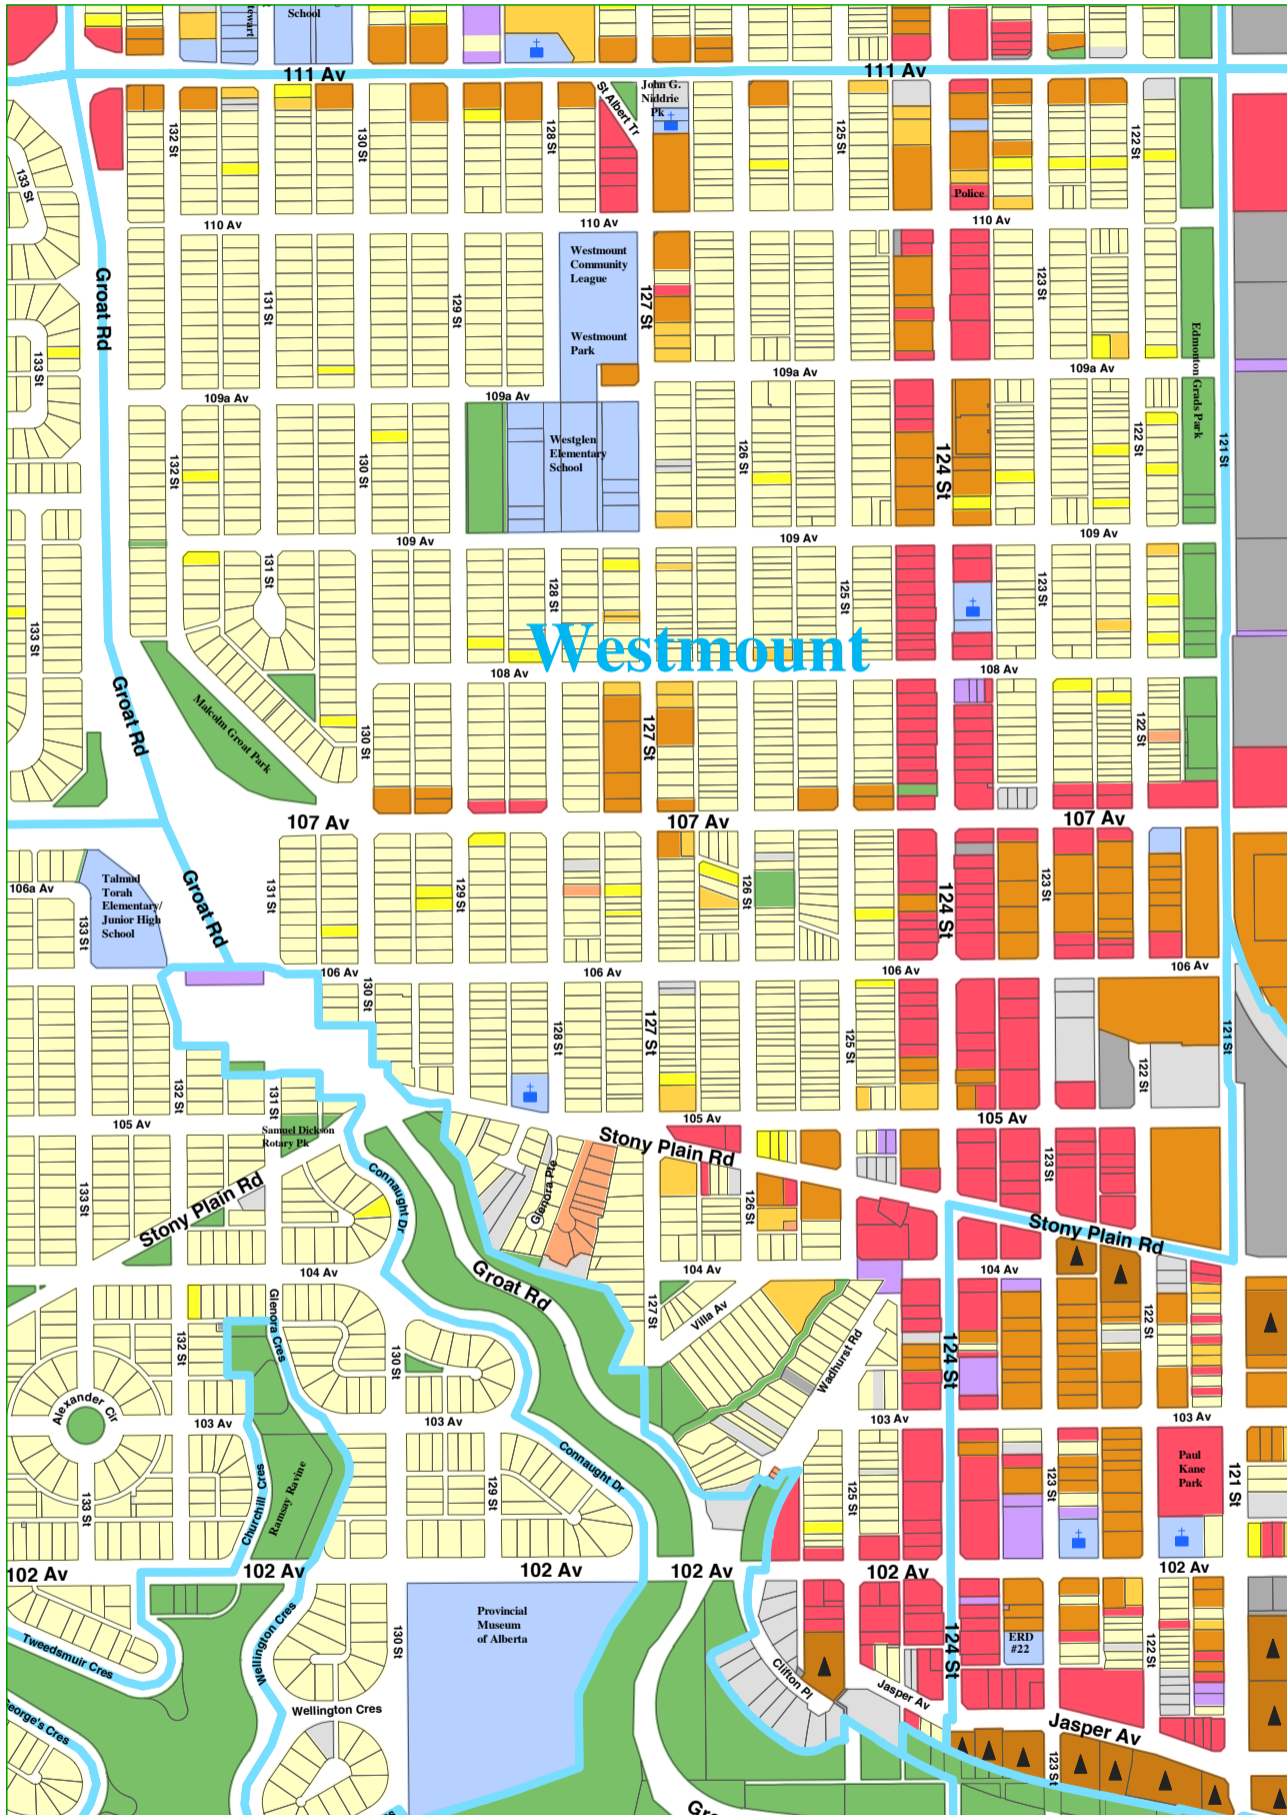 School
tewart
111 Av
111 Av
John G.
Niddrie
Pk
St Albert Tr
132 St
130 St
128 St
125 St
122 St
133 St
Police
110 Av
110 Av
110 Av
Westmount
Community
League
Westmount
Park
Groat Rd
131 St
129 St
127 St
123 St
133 St
Edmonton Grads Park
109a Av
109a Av
109a Av
109a Av
Westglen
Elementary
School
132 St
130 St
126 St
124 St
122 St
121 St
109 Av
109 Av
109 Av
131 St
128 St
125 St
123 St
133 St
Westmount
108 Av
108 Av
Groat Rd
Malcolm Groat Park
130 St
127 St
122 St
107 Av
107 Av
107 Av
Talmud
Torah
Elementary/
Junior High
School
106a Av
133 St
Groat Rd
131 St
129 St
126 St
124 St
123 St
106 Av
106 Av
106 Av
106 Av
130 St
128 St
127 St
125 St
122 St
121 St
132 St
131 St
105 Av
105 Av
105 Av
Samuel Dickson
Rotary Pk
Stony Plain Rd
Stony Plain Rd
Stony Plain Rd
Connaught Dr
Glenora Pte
133 St
126 St
123 St
104 Av
104 Av
104 Av
Groat Rd
Glenora Cres
132 St
130 St
127 St
Villa Av
Wadhurst Rd
124 St
122 St
Alexander Cir
103 Av
103 Av
103 Av
103 Av
Connaught Dr
Paul
Kane
Park
133 St
Churchill Cres
Ramsay Ravine
129 St
125 St
123 St
121 St
102 Av
102 Av
102 Av
102 Av
102 Av
102 Av
Provincial
Museum
of Alberta
ERD
#22
Tweedsmuir Cres
Wellington Cres
130 St
124 St
122 St
Clifton Pl
Jasper Av
Wellington Cres
eorge's Cres
Jasper Av
123 St
Gro
es